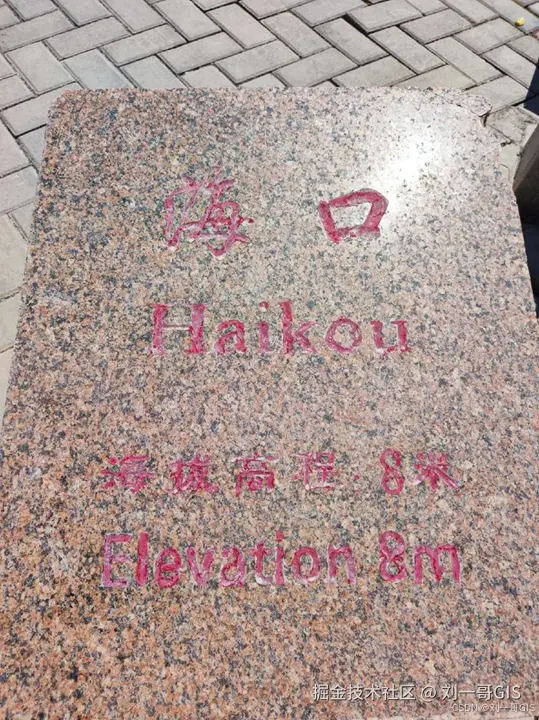 海口
Haikou
海拔高程:8米
Elevation 8m
掘金技术社区 @ 刘一哥GIS
CSDN @刘一哥GIS